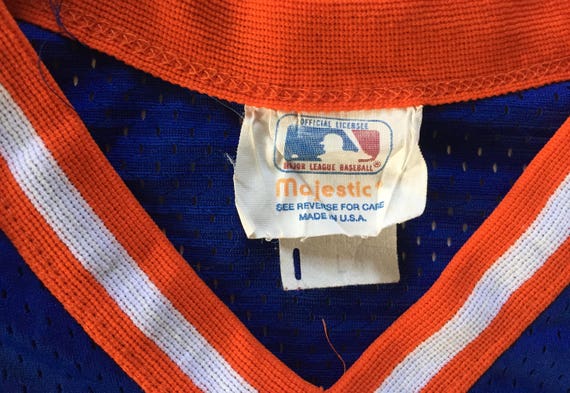 OFFICIAL LICENSEE
MAJOR LEAGUE BASEBALL®
Majestic®
SEE REVERSE FOR CARE
MADE IN U.S.A.